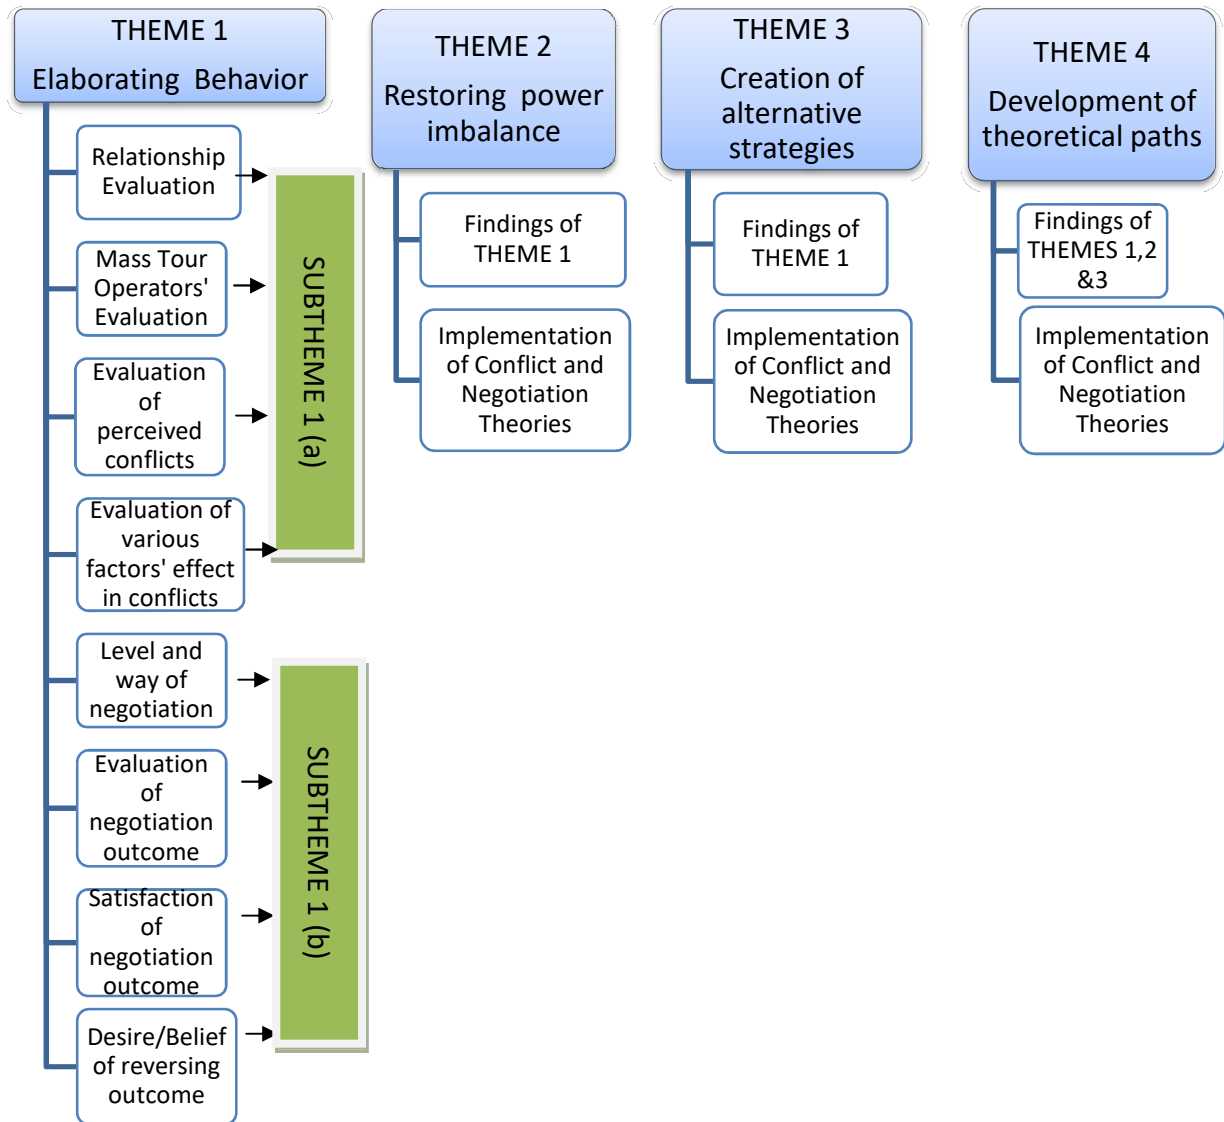 THEME 1
Elaborating Behavior
Relationship
Evaluation
Mass Tour
Operators'
Evaluation
Evaluation
of
perceived
conflicts
Evaluation of
various
factors' effect
in conflicts
SUBTHEME 1 (a)
Level and
way of
negotiation
Evaluation
of
negotiation
outcome
Satisfaction
of
negotiation
outcome
Desire/Belief
of reversing
outcome
SUBTHEME 1 (b)
THEME 2
Restoring power
imbalance
Findings of
THEME 1
Implementation
of Conflict and
Negotiation
Theories
THEME 3
Creation of
alternative
strategies
Findings of
THEME 1
Implementation
of Conflict and
Negotiation
Theories
THEME 4
Development of
theoretical paths
Findings of
THEMES 1,2
&3
Implementation
of Conflict and
Negotiation
Theories